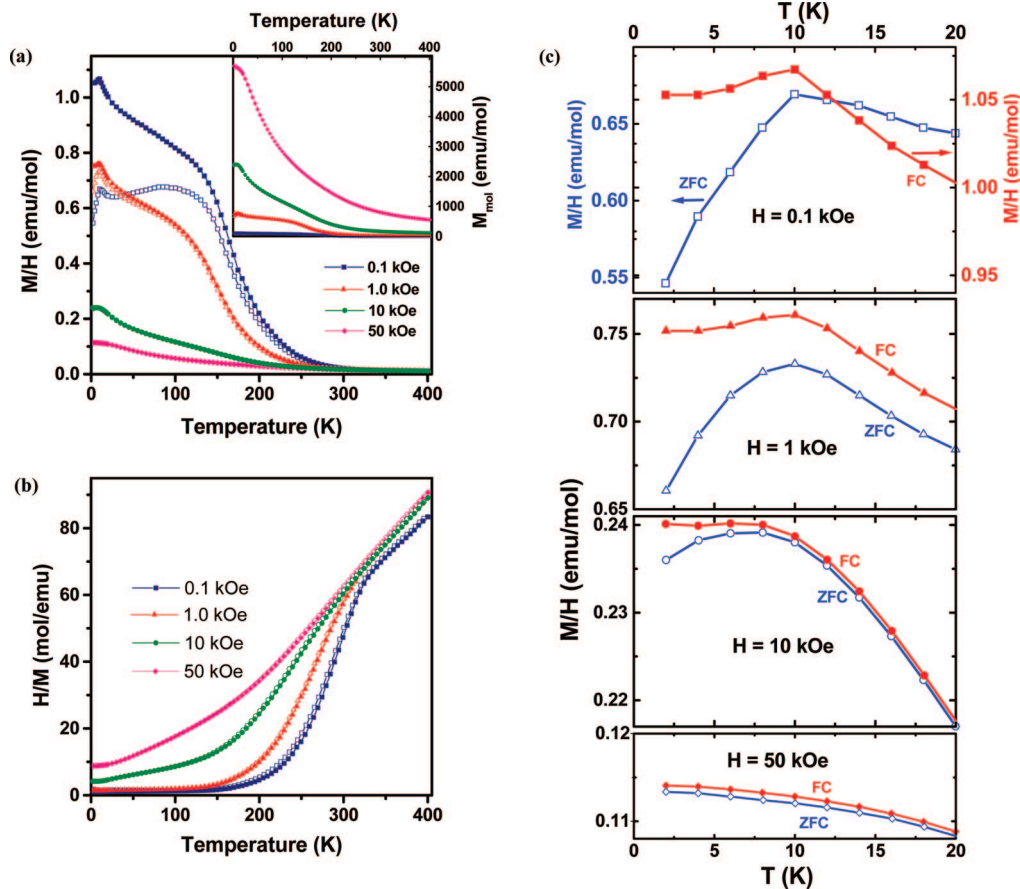 (a)
Temperature (K)
0 100 200 300 400
5000
4000
3000
2000
1000
0
M_mol (emu/mol)
1.0
0.8
0.6
0.4
0.2
0.0
M/H (emu/mol)
0.1 kOe
1.0 kOe
10 kOe
50 kOe
0 100 200 300 400
Temperature (K)
(b)
80
60
40
20
0
H/M (mol/emu)
0.1 kOe
1.0 kOe
10 kOe
50 kOe
0 100 200 300 400
Temperature (K)
(c)
T (K)
0 5 10 15 20
0.65
0.60
0.55
M/H (emu/mol)
1.05
1.00
0.95
M/H (emu/mol)
ZFC
FC
H = 0.1 kOe
0.75
0.70
0.65
FC
ZFC
H = 1 kOe
M/H (emu/mol)
0.24
0.23
0.22
FC
ZFC
H = 10 kOe
0.12
0.11
H = 50 kOe
FC
ZFC
0 5 10 15 20
T (K)